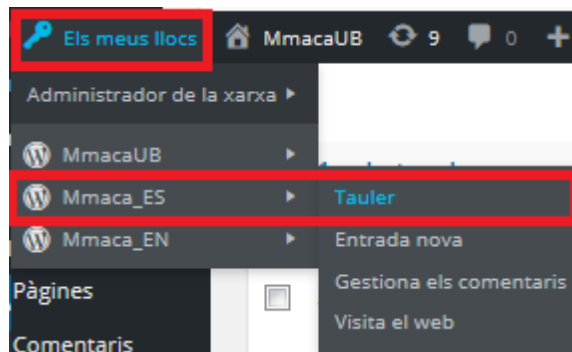 Els meus llocs MmacaUB 9 0 +
Administrador de la xarxa
MmacaUB
Mmaca_ES Tauler
Mmaca_EN Entrada nova
Gestiona els comentaris
Pàgines
Visita el web
Comentaris